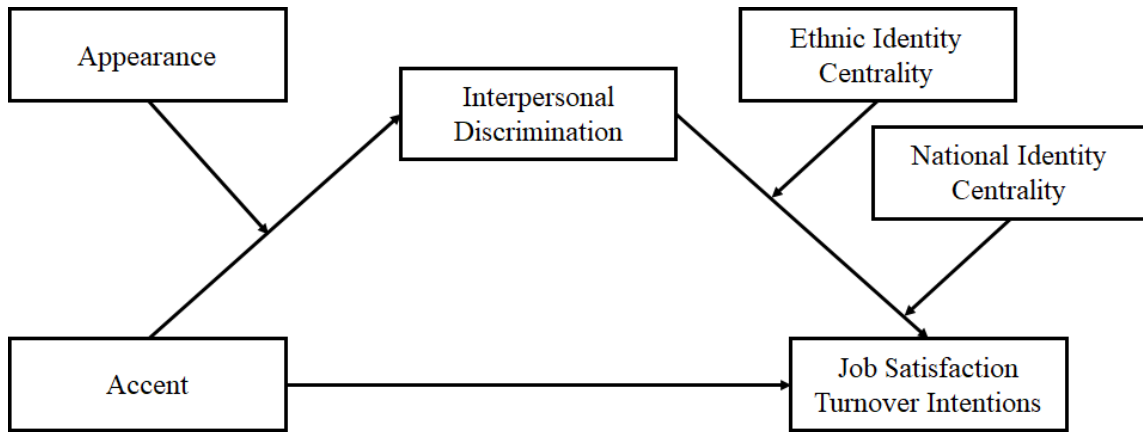 Appearance
Interpersonal
Discrimination
Ethnic Identity
Centrality
National Identity
Centrality
Accent
Job Satisfaction
Turnover Intentions